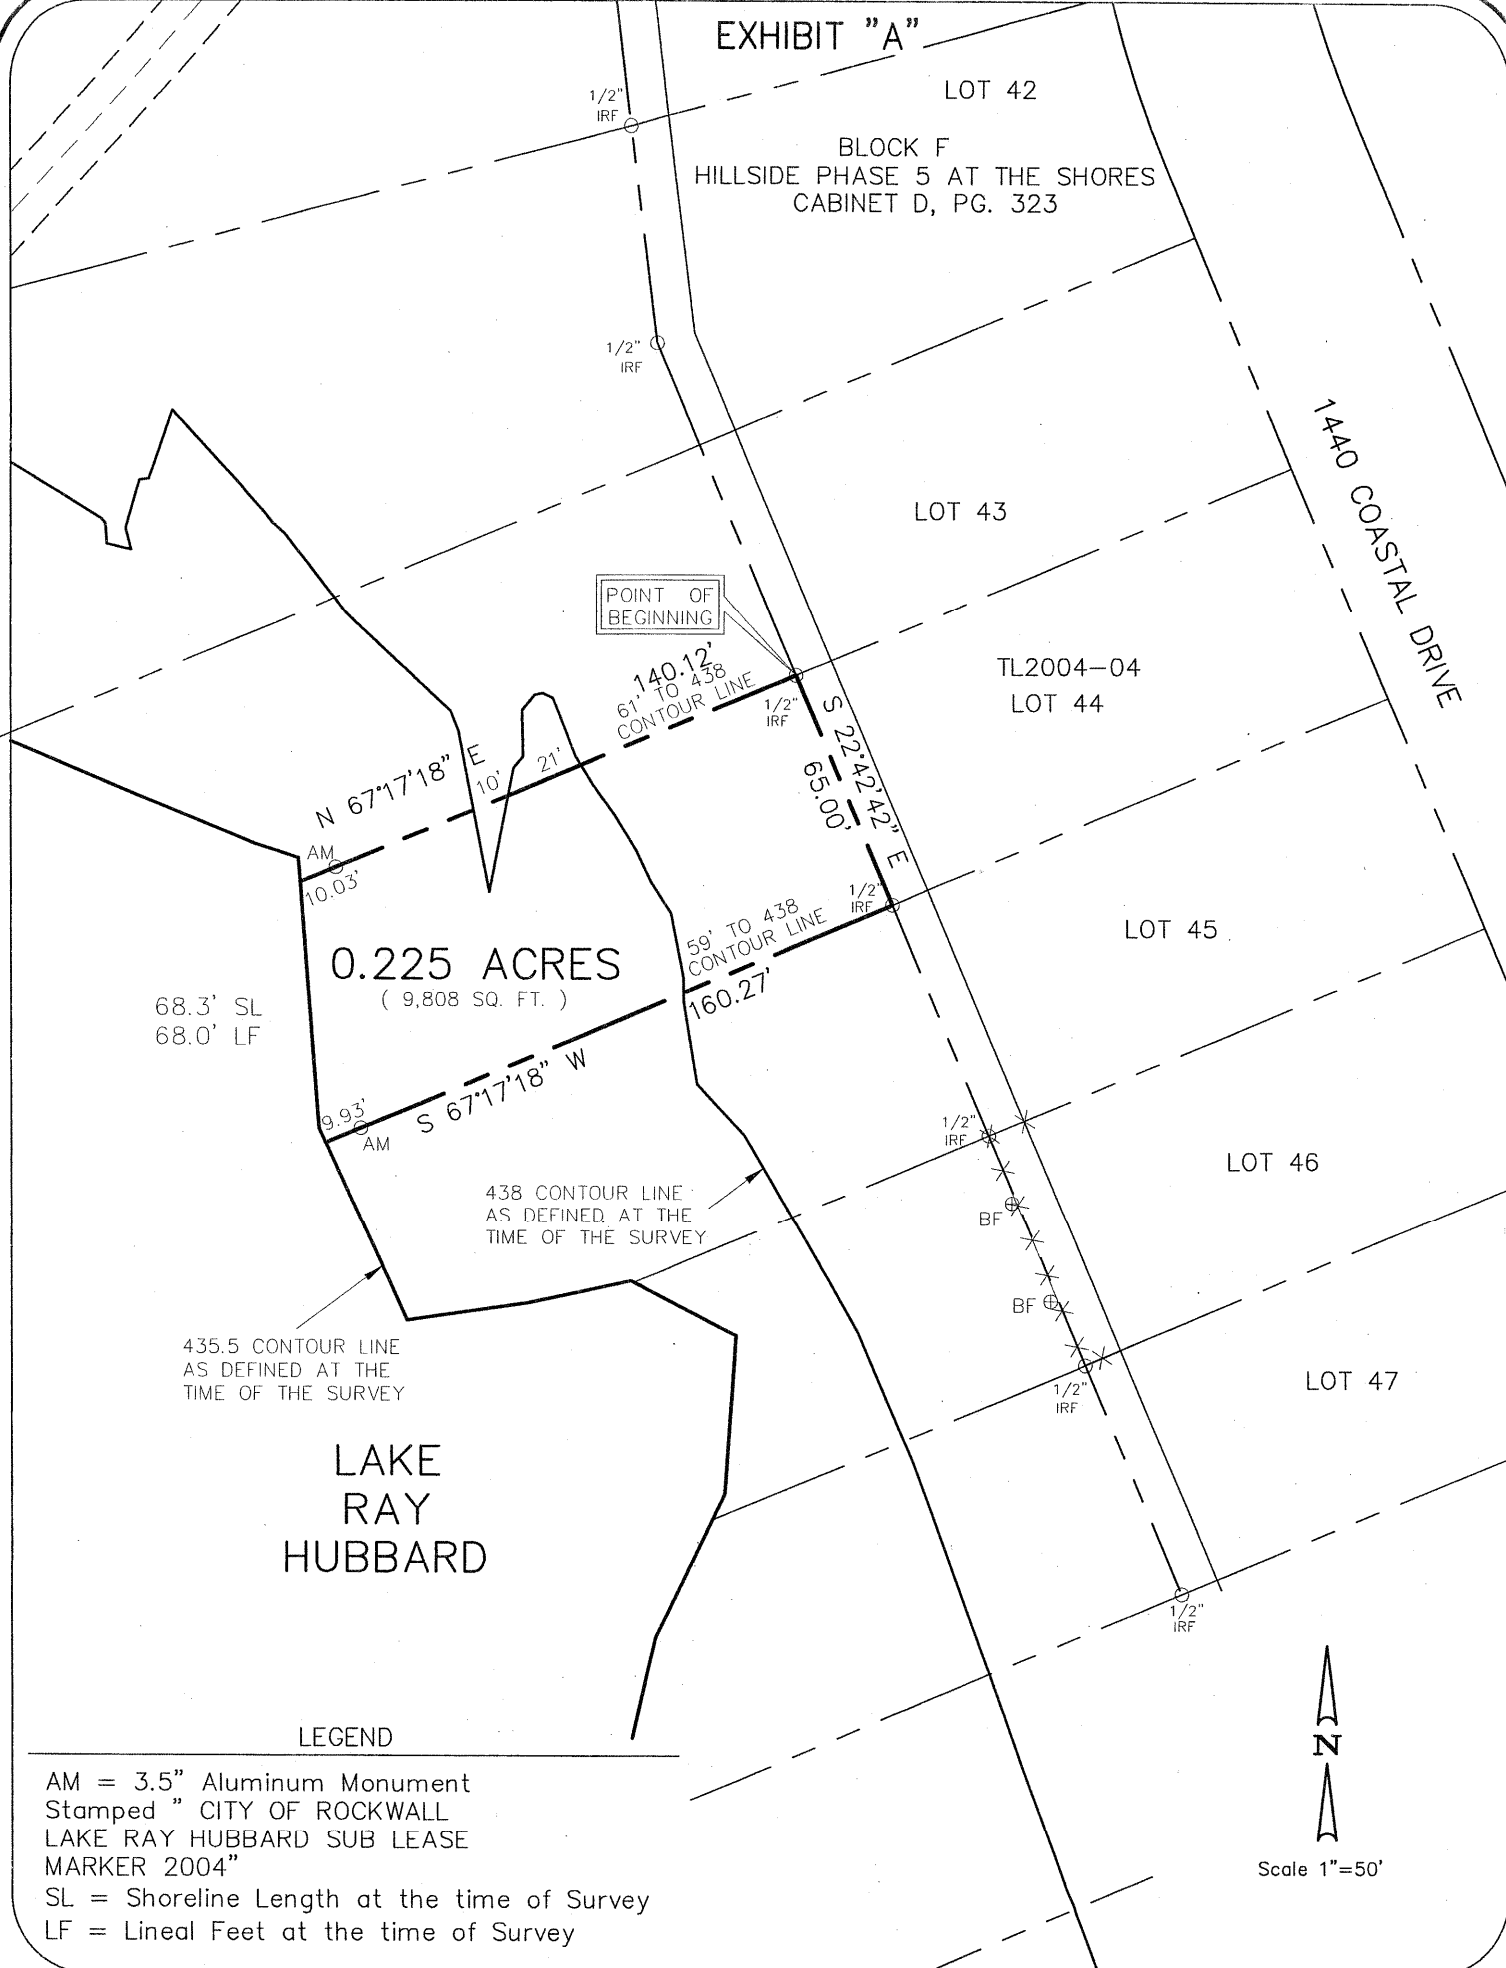 EXHIBIT "A"
LOT 42
1/2"
IRF
BLOCK F
HILLSIDE PHASE 5 AT THE SHORES
CABINET D, PG. 323
1/2"
IRF
1440 COASTAL DRIVE
LOT 43
POINT OF
BEGINNING
140.12'
61' TO 438
CONTOUR LINE
1/2"
IRF
TL2004-04
LOT 44
S 22°42'42" E
65.00'
N 67°17'18" E
10'
21'
AM
10.03'
1/2"
IRF
59' TO 438
CONTOUR LINE
160.27'
LOT 45
0.225 ACRES
( 9,808 SQ. FT. )
68.3' SL
68.0' LF
S 67°17'18" W
9.93'
AM
1/2"
IRF
LOT 46
438 CONTOUR LINE
AS DEFINED AT THE
TIME OF THE SURVEY
BF
BF
435.5 CONTOUR LINE
AS DEFINED AT THE
TIME OF THE SURVEY
1/2"
IRF
LOT 47
LAKE
RAY
HUBBARD
1/2"
IRF
N
Scale 1"=50'
LEGEND
AM = 3.5" Aluminum Monument
Stamped " CITY OF ROCKWALL
LAKE RAY HUBBARD SUB LEASE
MARKER 2004"
SL = Shoreline Length at the time of Survey
LF = Lineal Feet at the time of Survey